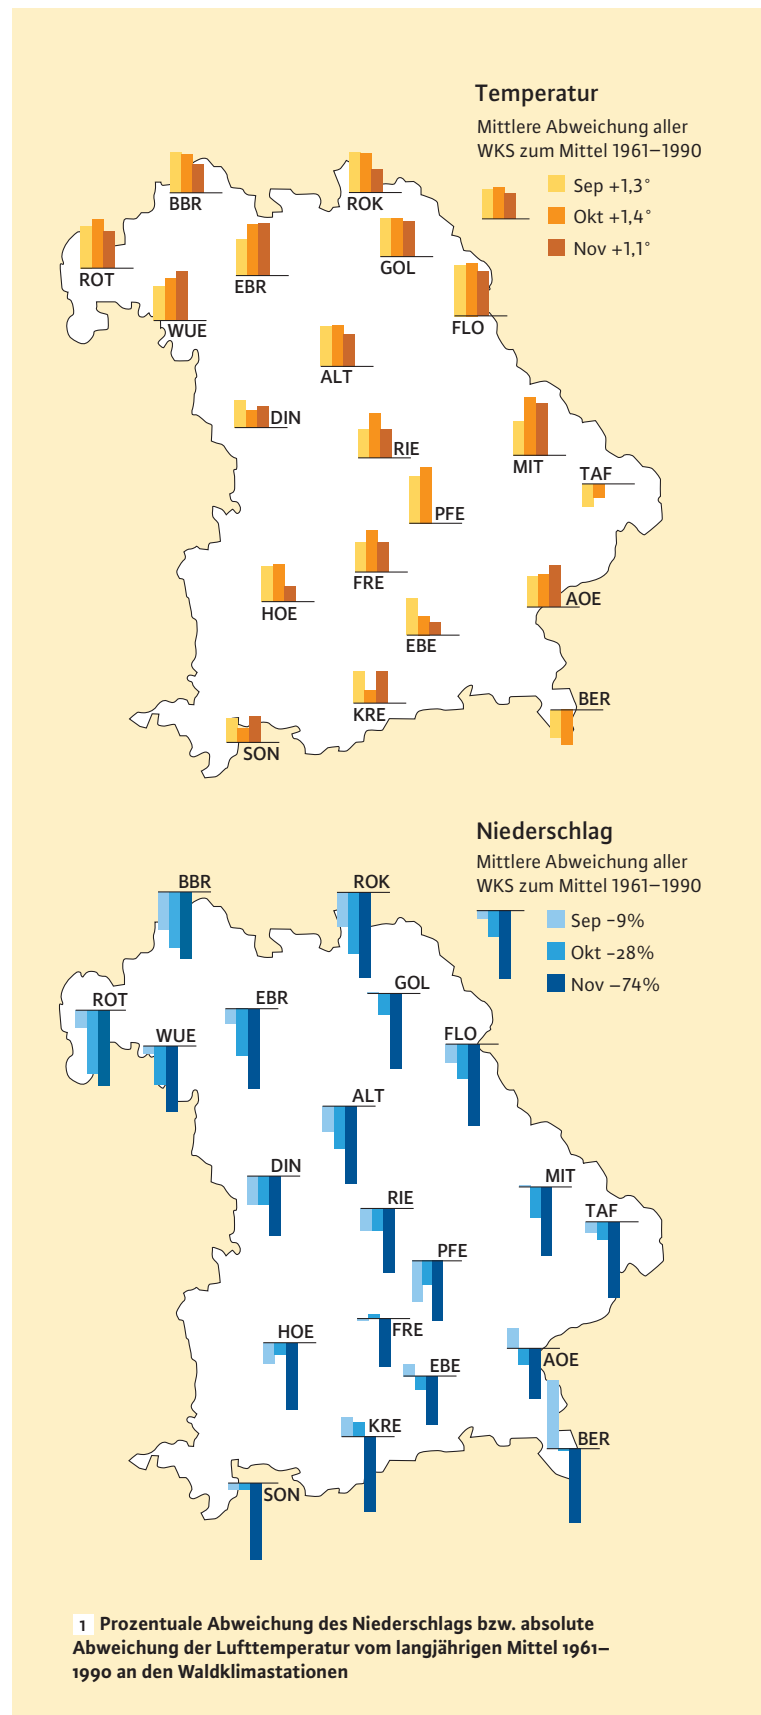 Temperatur
Mittlere Abweichung aller
WKS zum Mittel 1961–1990
Sep +1,3°
Okt +1,4°
Nov +1,1°
BBR
ROK
ROT
EBR
GOL
WUE
FLO
ALT
DIN
RIE
MIT
TAF
PFE
FRE
HOE
AOE
EBE
KRE
BER
SON
Niederschlag
Mittlere Abweichung aller
WKS zum Mittel 1961–1990
Sep –9%
Okt –28%
Nov –74%
BBR
ROK
ROT
EBR
GOL
WUE
FLO
ALT
DIN
MIT
RIE
TAF
PFE
HOE
FRE
AOE
EBE
KRE
BER
SON
1 Prozentuale Abweichung des Niederschlags bzw. absolute
Abweichung der Lufttemperatur vom langjährigen Mittel 1961–
1990 an den Waldklimastationen